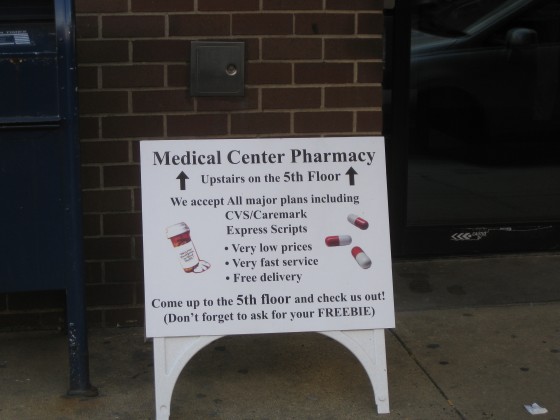 Medical Center Pharmacy
Upstairs on the 5th Floor
We accept All major plans including
CVS/Caremark
Express Scripts
• Very low prices
• Very fast service
• Free delivery
Come up to the 5th floor and check us out!
(Don't forget to ask for your FREEBIE)